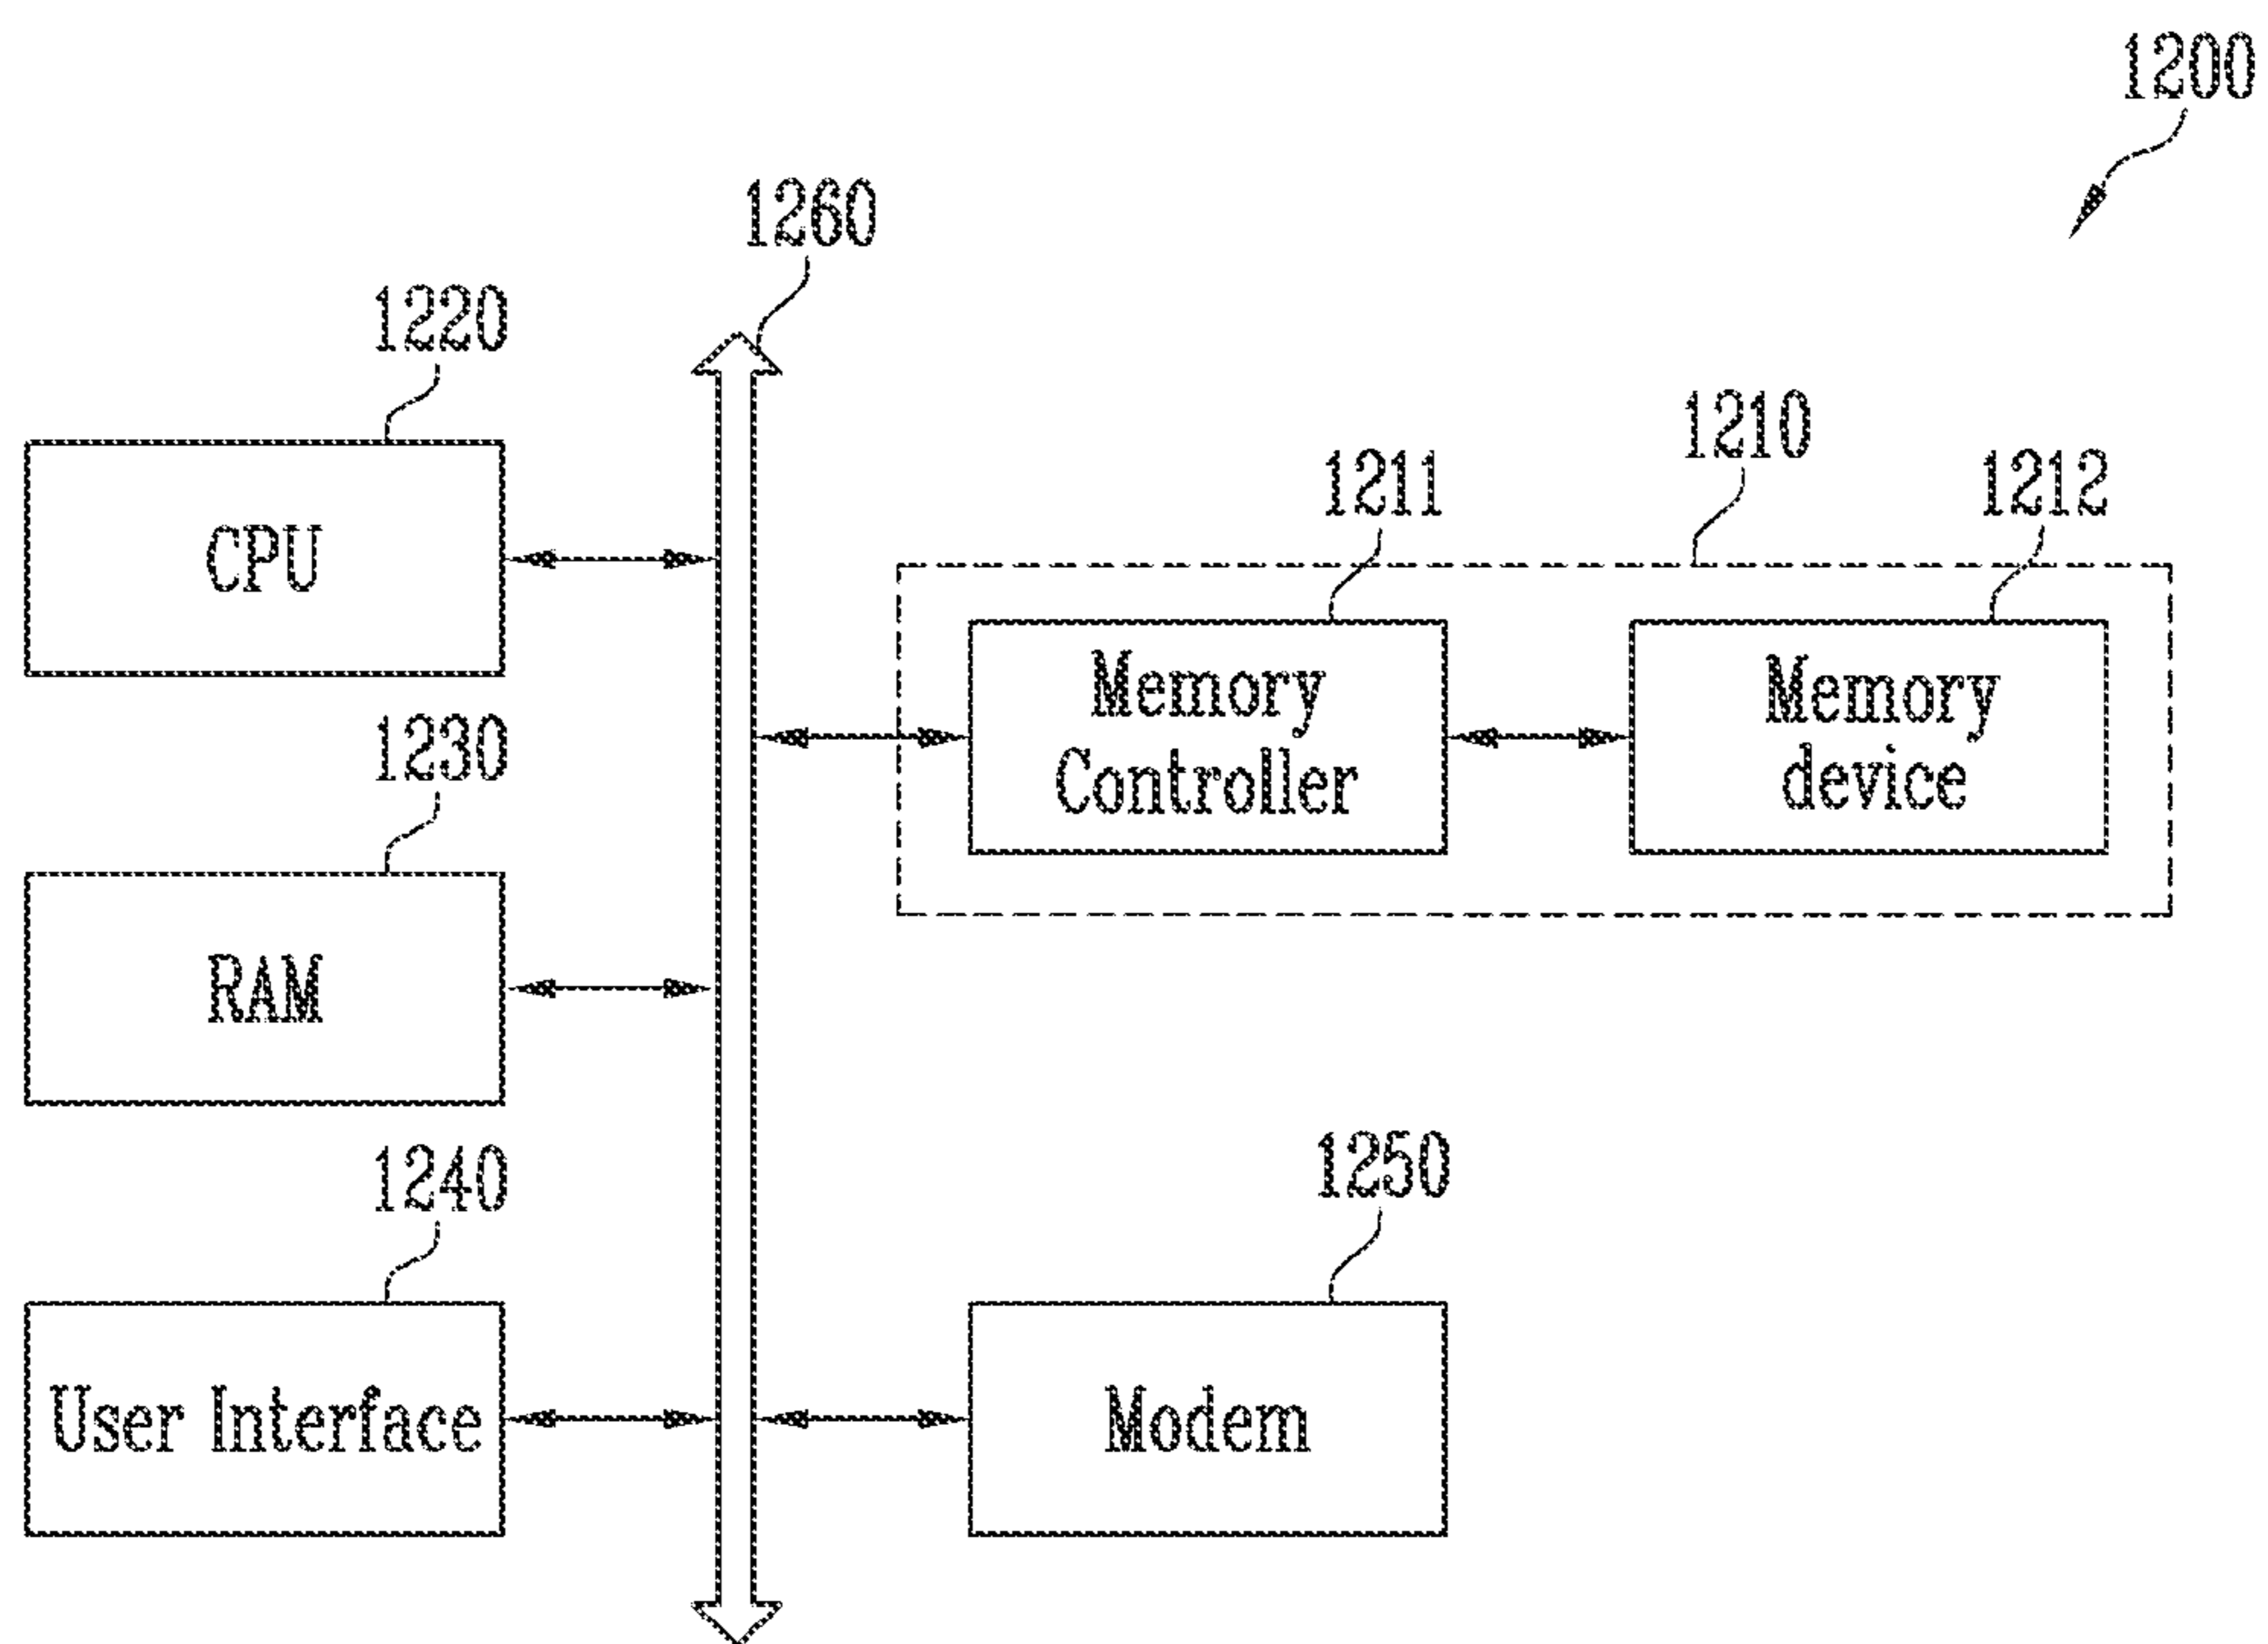 1200
1260
1220
1210
1211
1212
CPU
Memory
Controller
Memory
device
1230
RAM
1240
1250
User Interface
Modem